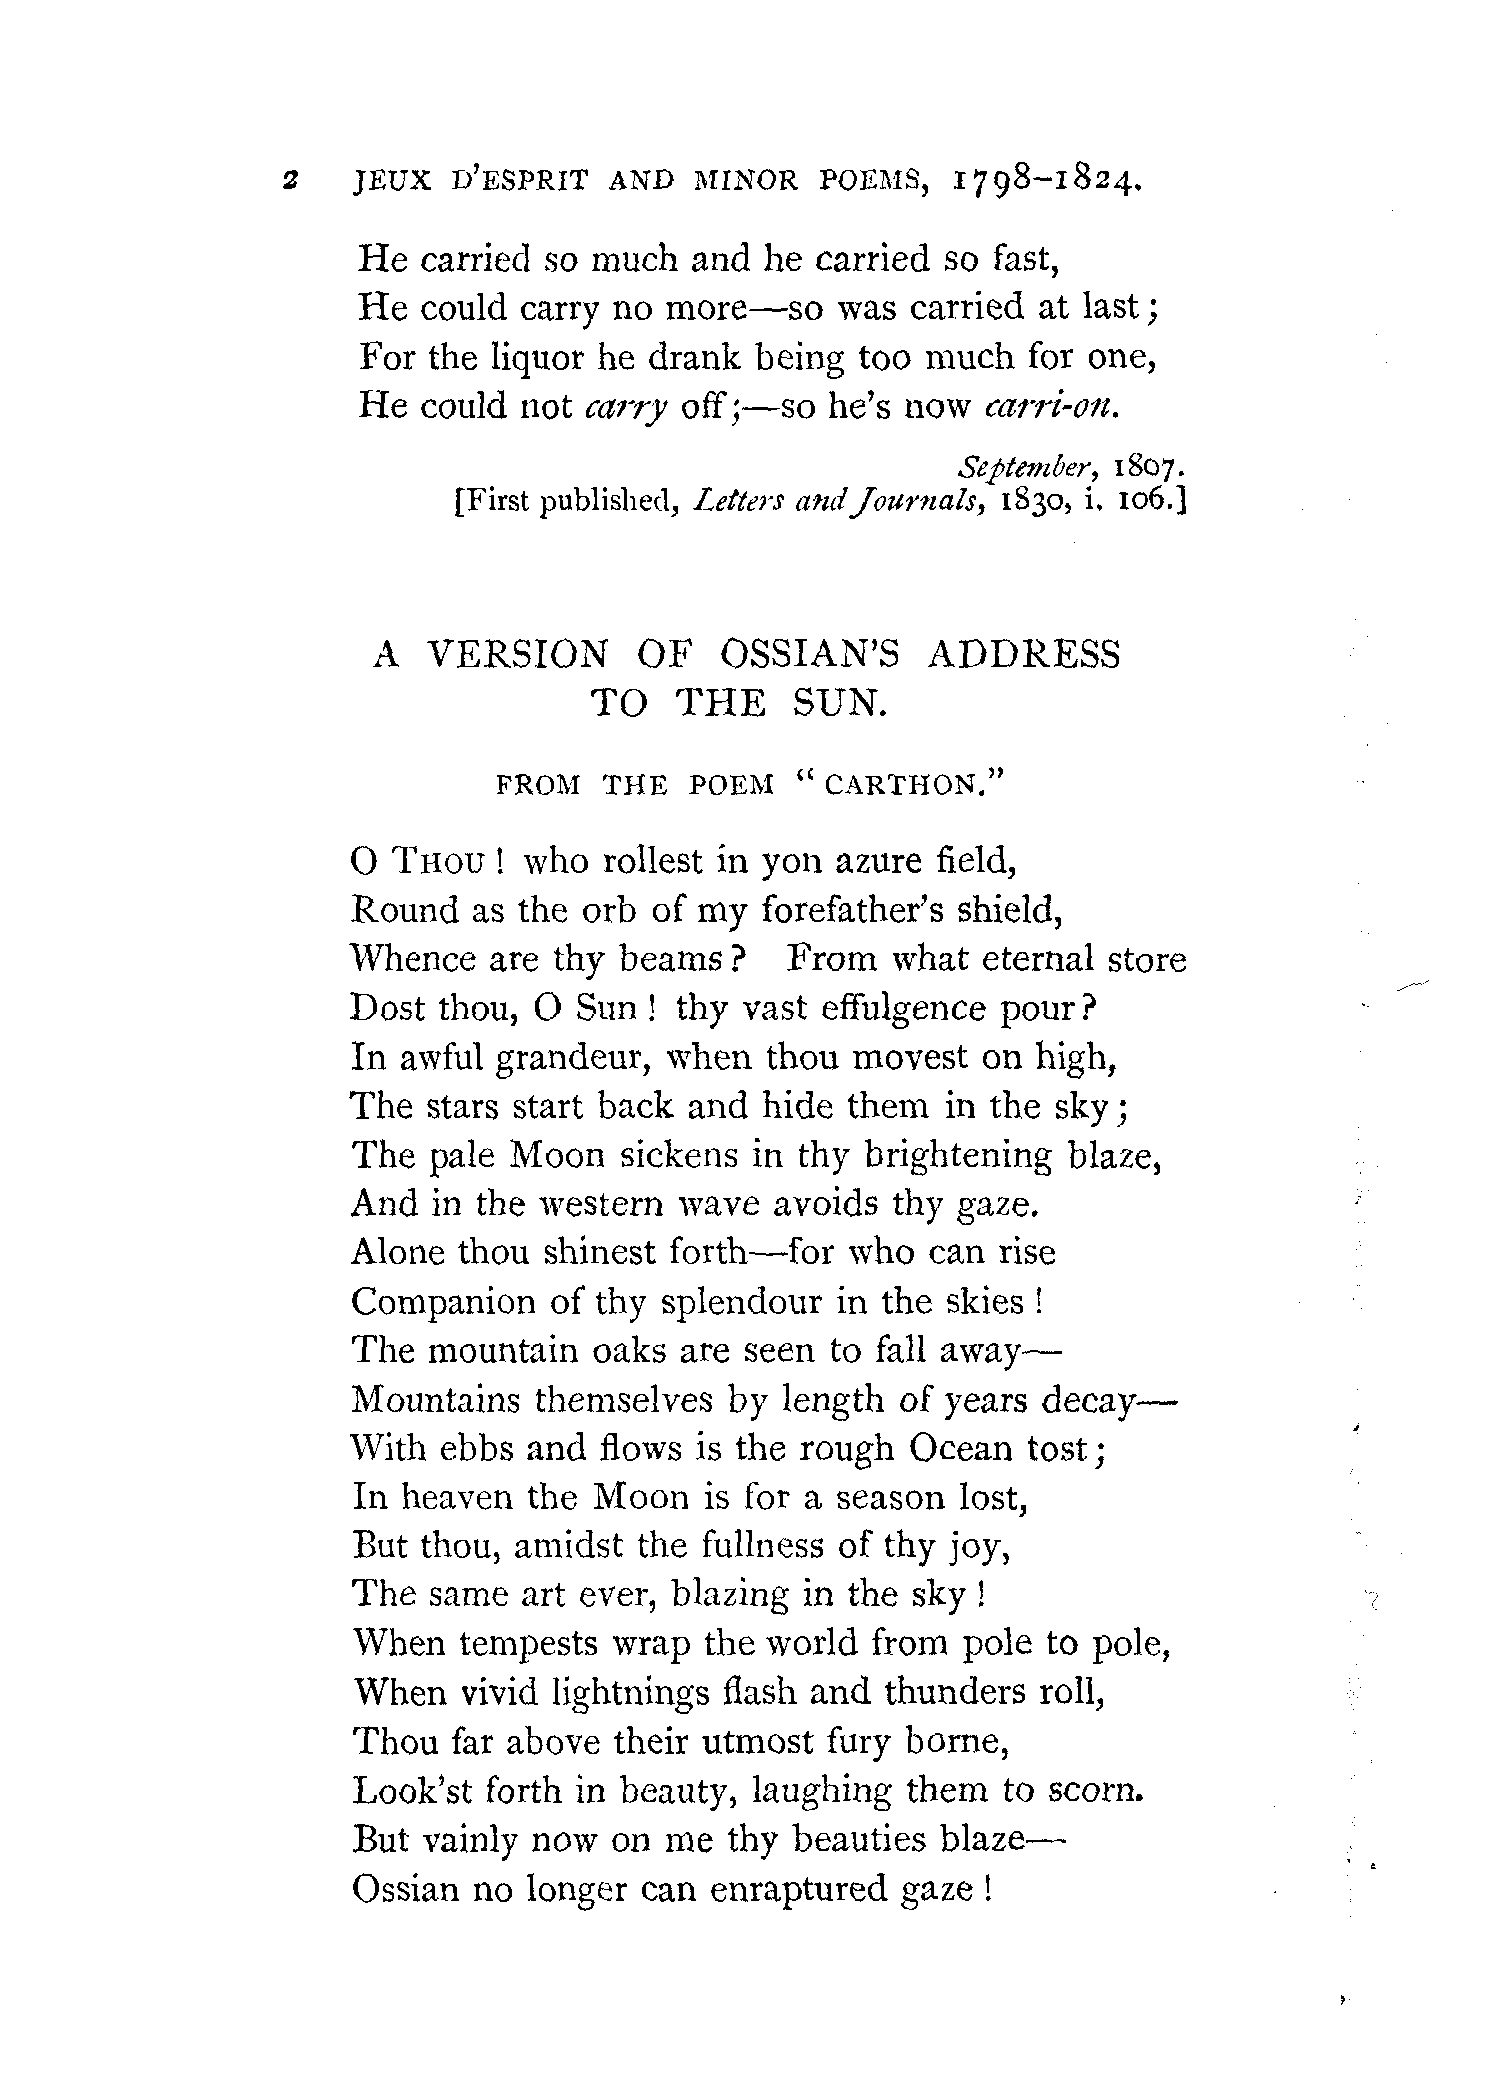 2 JEUX D'ESPRIT AND MINOR POEMS, 1798–1824.
He carried so much and he carried so fast,
He could carry no more—so was carried at last;
For the liquor he drank being too much for one,
He could not carry off;—so he's now carri-on.
September, 1807.
[First published, Letters and Journals, 1830, i. 106.]
A VERSION OF OSSIAN'S ADDRESS
TO THE SUN.
FROM THE POEM "CARTHON."
O THOU! who rollest in yon azure field,
Round as the orb of my forefather's shield,
Whence are thy beams? From what eternal store
Dost thou, O Sun! thy vast effulgence pour?
In awful grandeur, when thou movest on high,
The stars start back and hide them in the sky;
The pale Moon sickens in thy brightening blaze,
And in the western wave avoids thy gaze.
Alone thou shinest forth—for who can rise
Companion of thy splendour in the skies!
The mountain oaks are seen to fall away—
Mountains themselves by length of years decay—
With ebbs and flows is the rough Ocean tost;
In heaven the Moon is for a season lost,
But thou, amidst the fullness of thy joy,
The same art ever, blazing in the sky!
When tempests wrap the world from pole to pole,
When vivid lightnings flash and thunders roll,
Thou far above their utmost fury borne,
Look'st forth in beauty, laughing them to scorn.
But vainly now on me thy beauties blaze—
Ossian no longer can enraptured gaze!